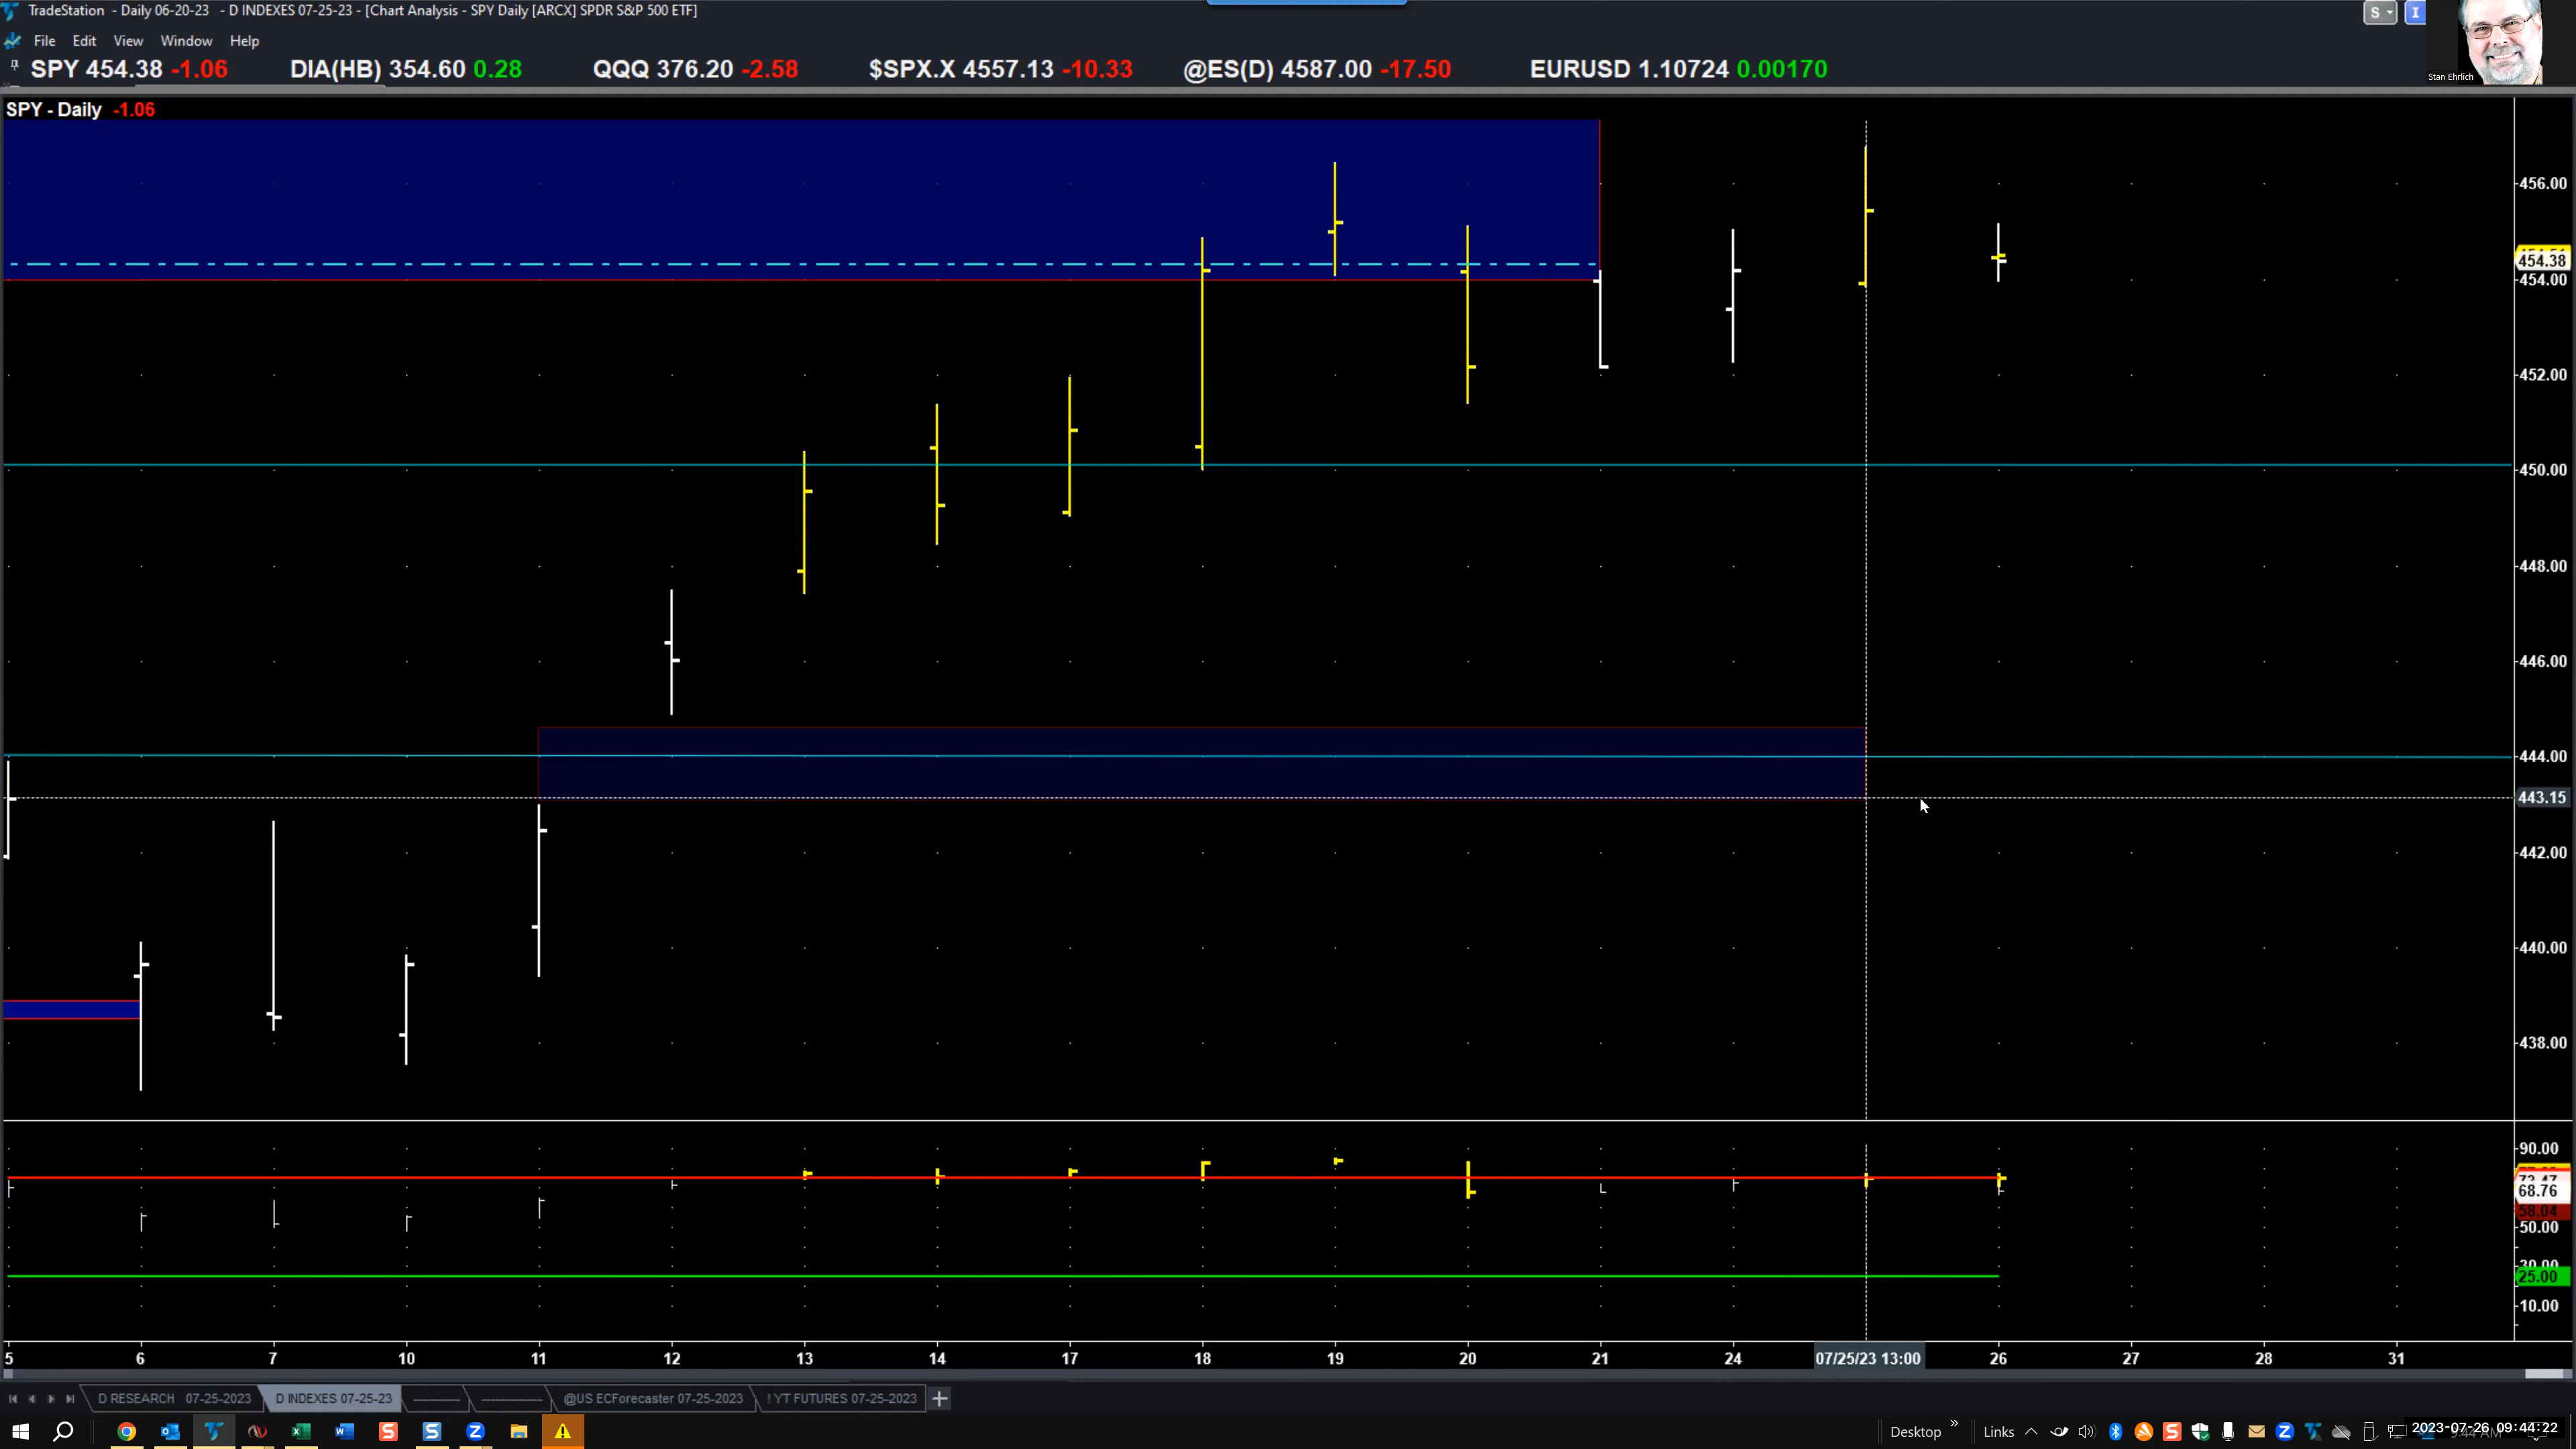 TradeStation - Daily 06-20-23 - D INDEXES 07-25-23 - [Chart Analysis - SPY Daily [ARCX] SPDR S&P 500 ETF]
S I
File Edit View Window Help
SPY 454.38 -1.06 DIA(HB) 354.60 0.28 QQQ 376.20 -2.58 $SPX.X 4557.13 -10.33 @ES(D) 4587.00 -17.50 EURUSD 1.10724 0.00170
Stan Ehrlich
SPY - Daily -1.06
456.00
454.38
454.00
452.00
450.00
448.00
446.00
444.00
443.15
442.00
440.00
438.00
90.00
68.76
58.04
50.00
25.00
10.00
5 6 7 10 11 12 13 14 17 18 19 20 21 24 07/25/23 13:00 26 27 28 31
D RESEARCH 07-25-2023 D INDEXES 07-25-23 @US ECForecaster 07-25-2023 ! YT FUTURES 07-25-2023 +
Desktop Links 2023-07-26, 09:44:22